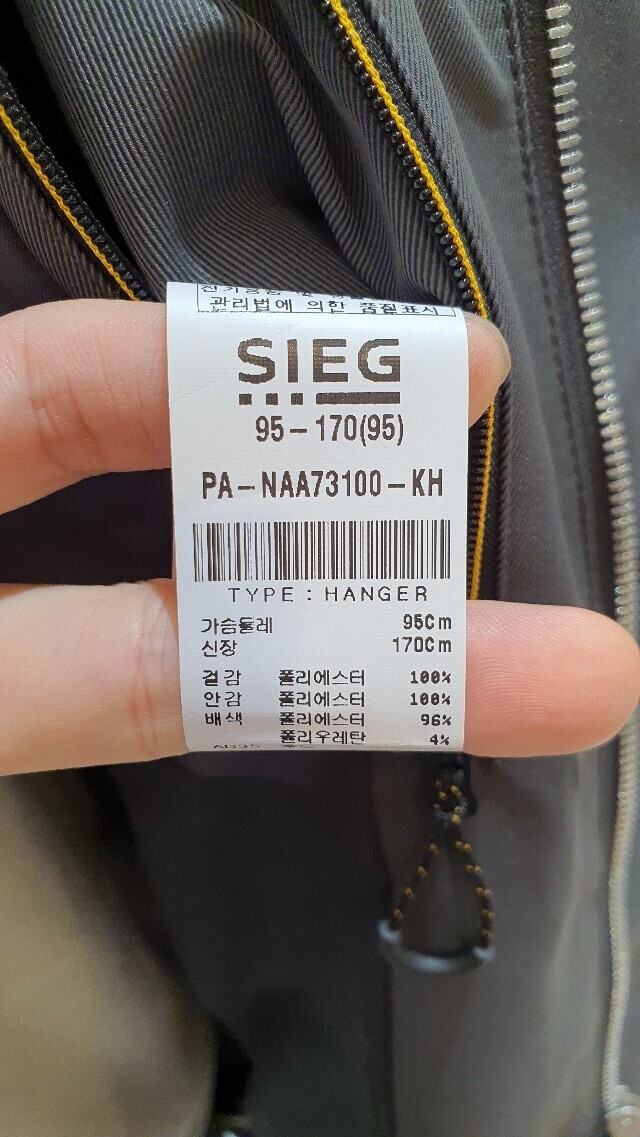 관리법에 의한 품질표시
SIEG
95-170(95)
PA-NAA73100-KH
TYPE : HANGER
가슴둘레 95Cm
신장 170Cm
겉감 폴리에스터 100%
안감 폴리에스터 100%
배색 폴리에스터 96%
폴리우레탄 4%